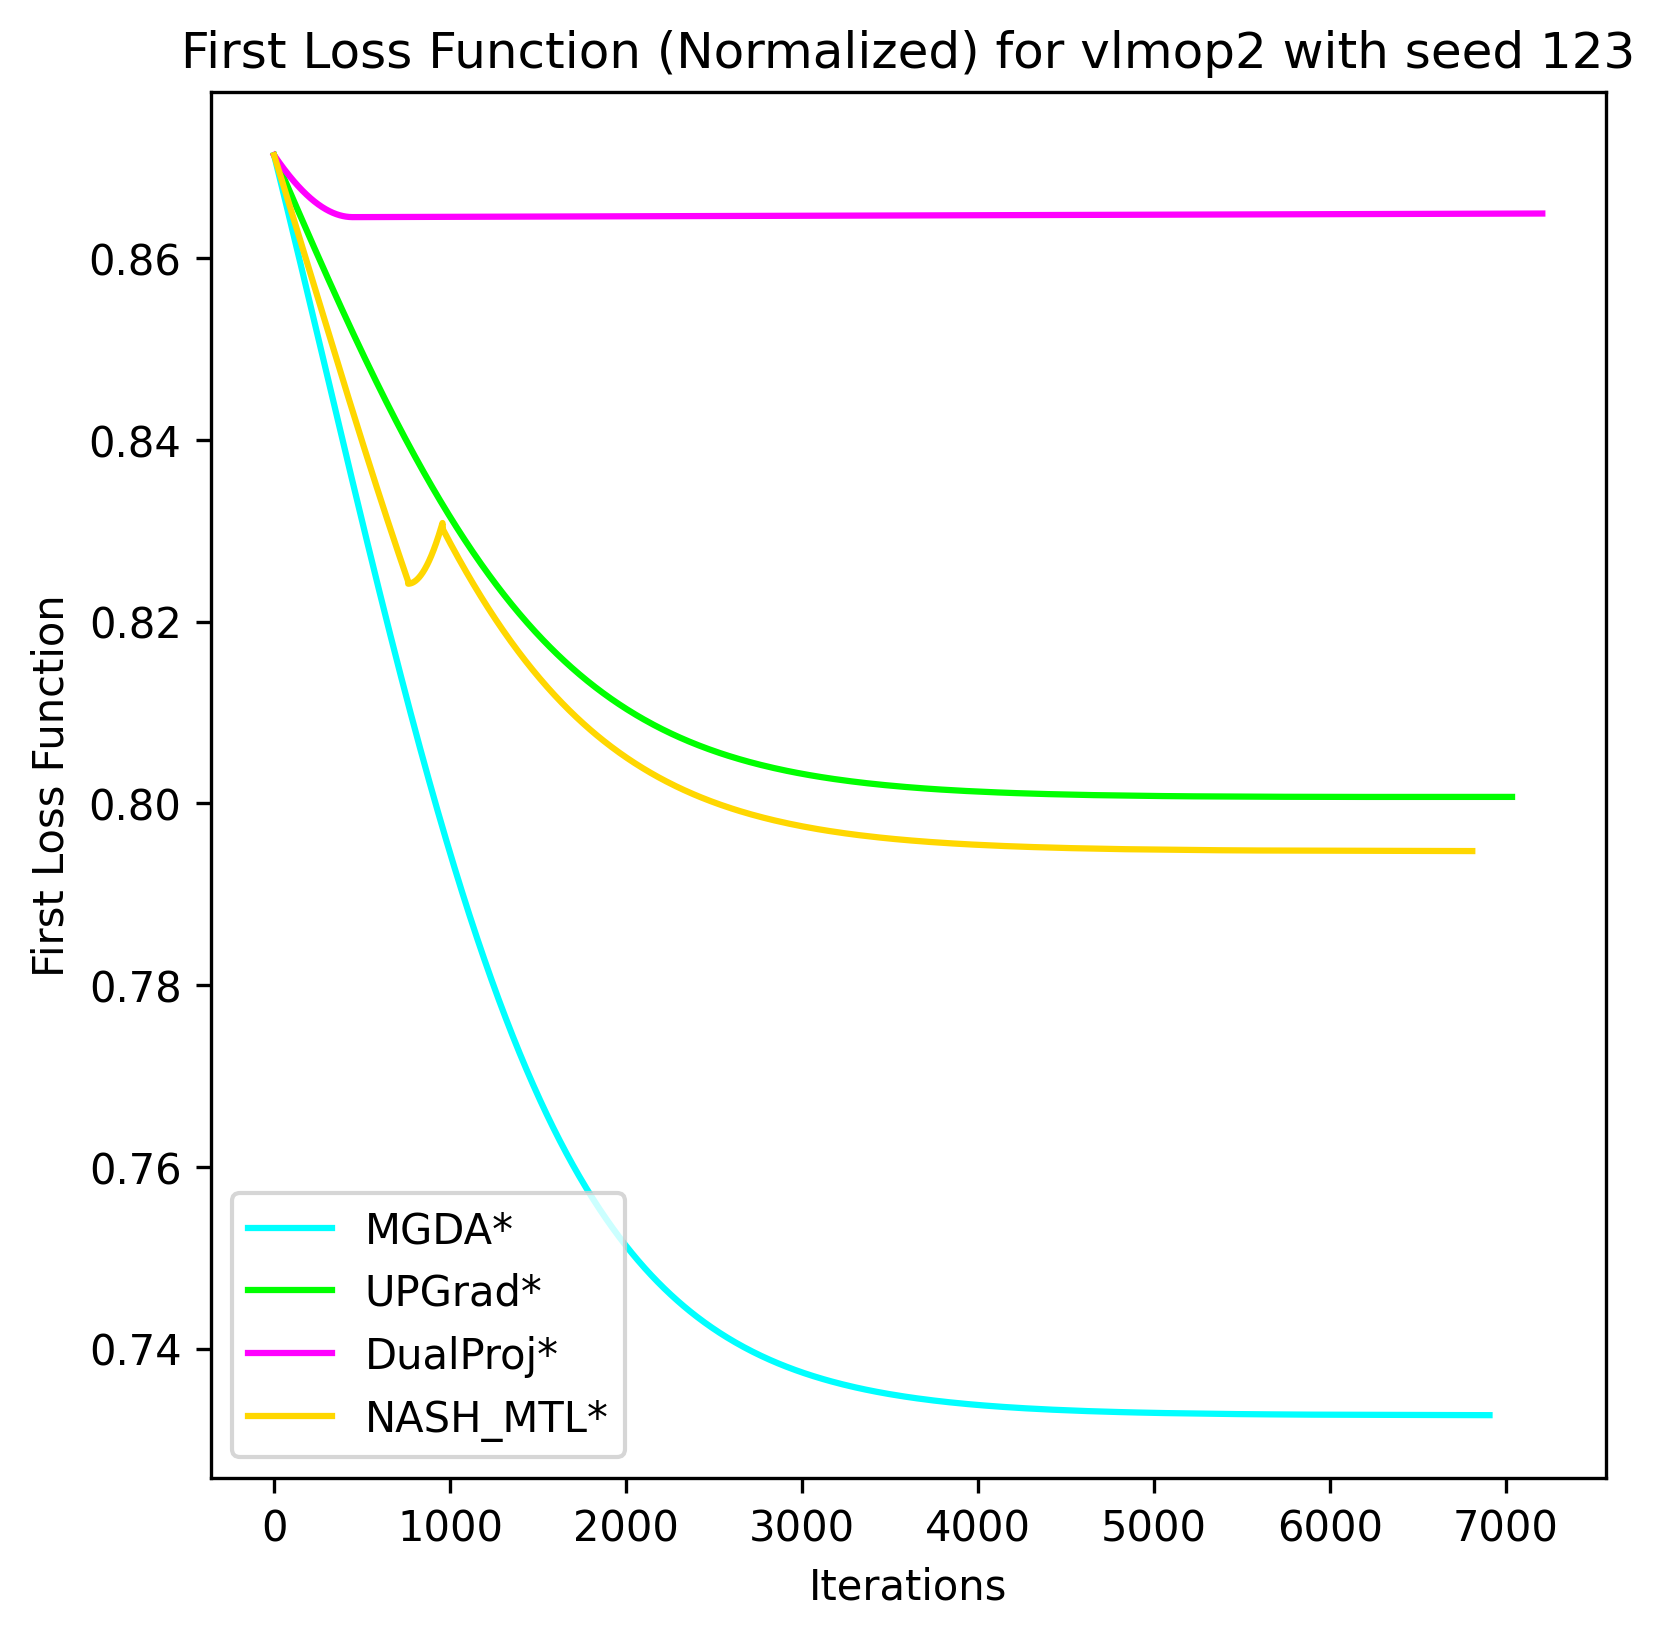 First Loss Function (Normalized) for vlmop2 with seed 123
First Loss Function
0.86
0.84
0.82
0.80
0.78
0.76
0.74
MGDA*
UPGrad*
DualProj*
NASH_MTL*
0 1000 2000 3000 4000 5000 6000 7000
Iterations